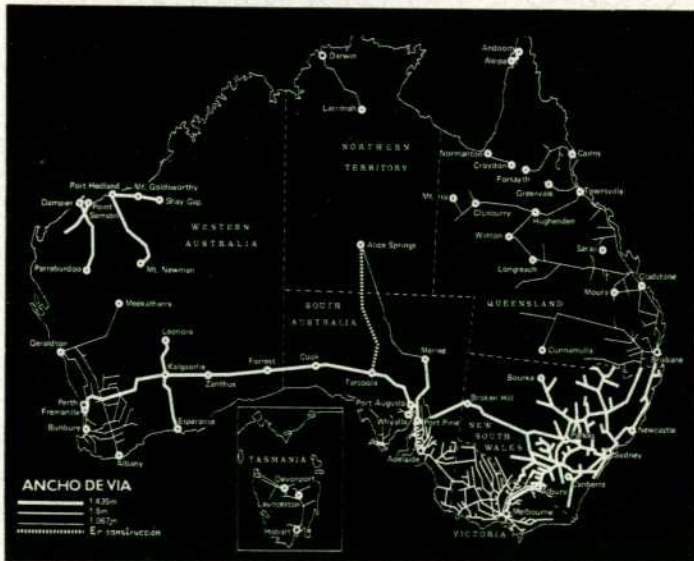 Andoom
Weipa
Darwin
Larrimah
NORTHERN
TERRITORY
Normanton
Croydon
Forsayth
Cairns
Greenvale
Townsville
Mt. Isa
Cloncurry
Hughenden
Winton
Longreach
Gladstone
Moura
QUEENSLAND
Port Hedland
Mt. Goldsworthy
Dampier
Point
Samson
Shay Gap
WESTERN
AUSTRALIA
Paraburdoo
Mt. Newman
Alice Springs
Meekatharra
SOUTH
AUSTRALIA
Geraldton
Leonora
Kalgoorlie
Zanthus
Forrest
Cook
Tarcoola
Marree
Cunnamulla
Brisbane
Bourke
Perth
Fremantle
Bunbury
Esperance
Albany
Port Augusta
Whyalla
Port Pirie
Broken Hill
Adelaide
NEW
SOUTH
WALES
Newcastle
Sydney
Canberra
Melbourne
VICTORIA
TASMANIA
Devonport
Launceston
Hobart
ANCHO DE VIA
1.435m
1.6m
1.067m
En construcción